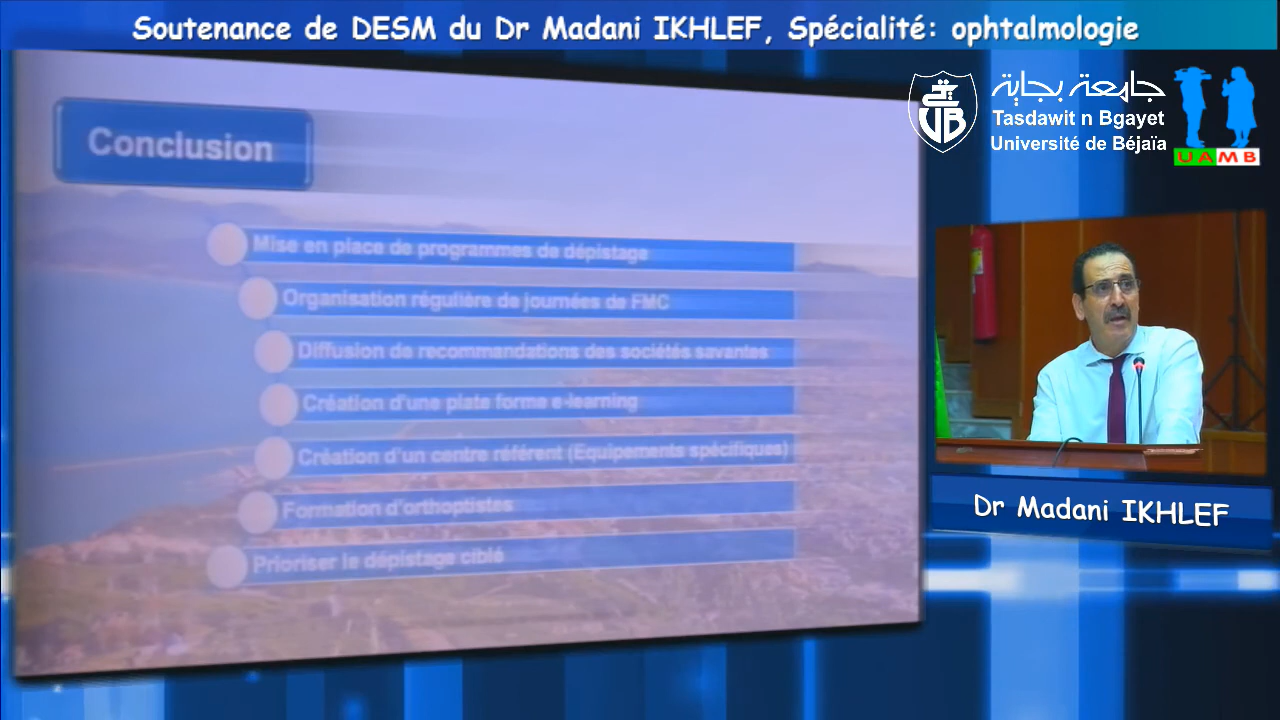 Soutenance de DESM du Dr Madani IKHLEF, Spécialité: ophtalmologie
جامعة بجاية
Tasdawit n Bgayet
Université de Béjaïa
UAMB
Conclusion
Mise en place de programmes de dépistage
Organisation régulière de journées de FMC
Diffusion de recommandations des sociétés savantes
Création d'une plate forme e-learning
Création d'un centre référent (Equipements spécifiques)
Formation d'orthoptistes
Prioriser le dépistage ciblé
Dr Madani IKHLEF